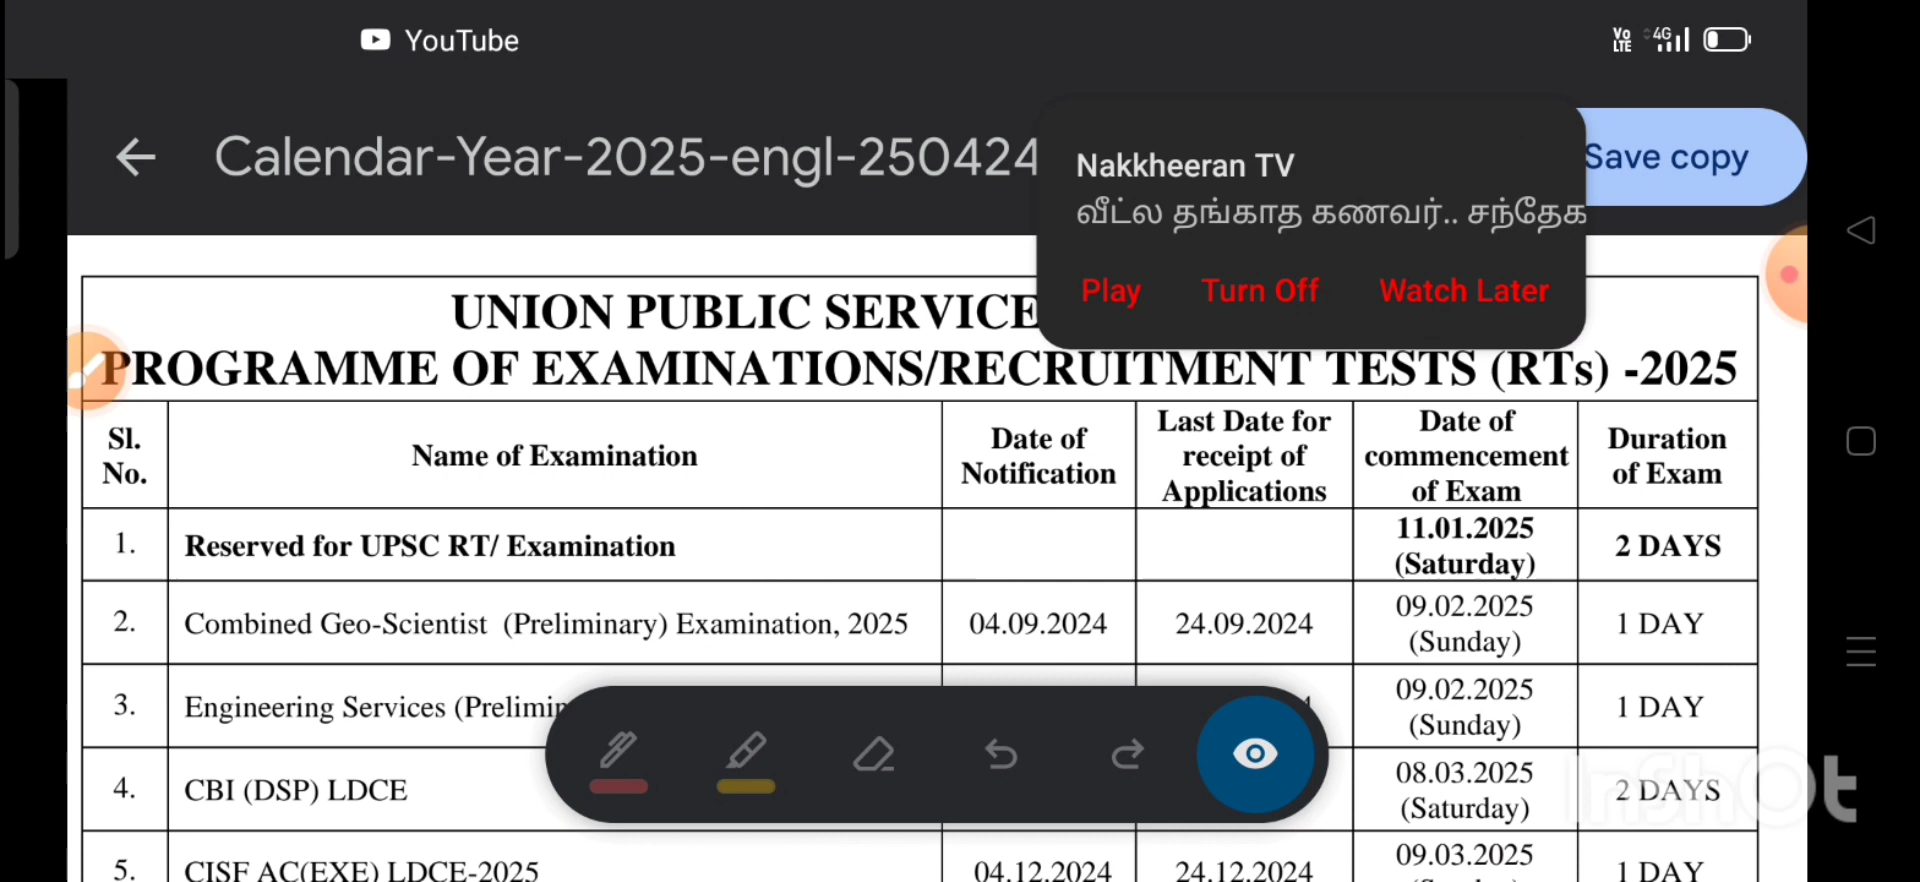 YouTube
Vo LTE 4G
Calendar-Year-2025-engl-250424
Save copy
Nakkheeran TV
வீட்ல தங்காத கணவர்.. சந்தேக
Play Turn Off Watch Later
UNION PUBLIC SERVICE
PROGRAMME OF EXAMINATIONS/RECRUITMENT TESTS (RTs) -2025
Sl. No. Name of Examination Date of Notification Last Date for receipt of Applications Date of commencement of Exam Duration of Exam
1. Reserved for UPSC RT/ Examination 11.01.2025 (Saturday) 2 DAYS
2. Combined Geo-Scientist (Preliminary) Examination, 2025 04.09.2024 24.09.2024 09.02.2025 (Sunday) 1 DAY
3. Engineering Services 09.02.2025 (Sunday) 1 DAY
4. CBI (DSP) LDCE 08.03.2025 (Saturday) 2 DAYS
5. CISF AC(EXE) LDCE-2025 04.12.2024 24.12.2024 09.03.2025 1 DAY
InShOt